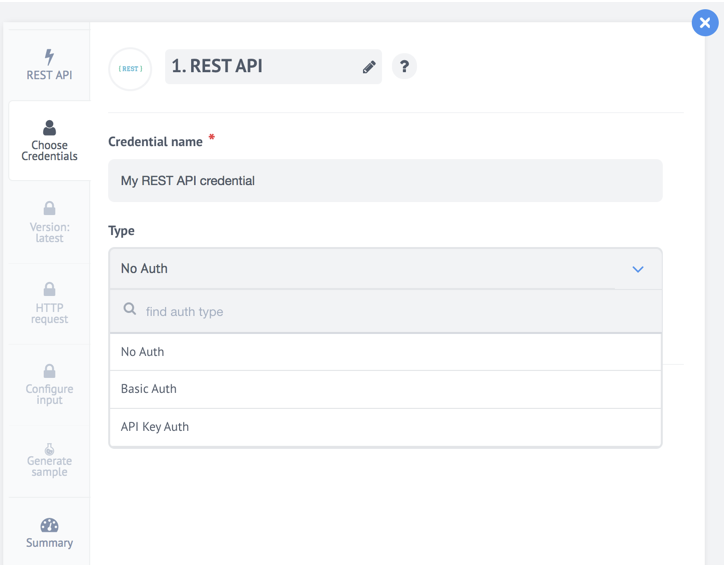 REST API
Choose
Credentials
Version:
latest
HTTP
request
Configure
input
Generate
sample
Summary
{ REST }
1. REST API
?
Credential name *
My REST API credential
Type
No Auth
find auth type
No Auth
Basic Auth
API Key Auth